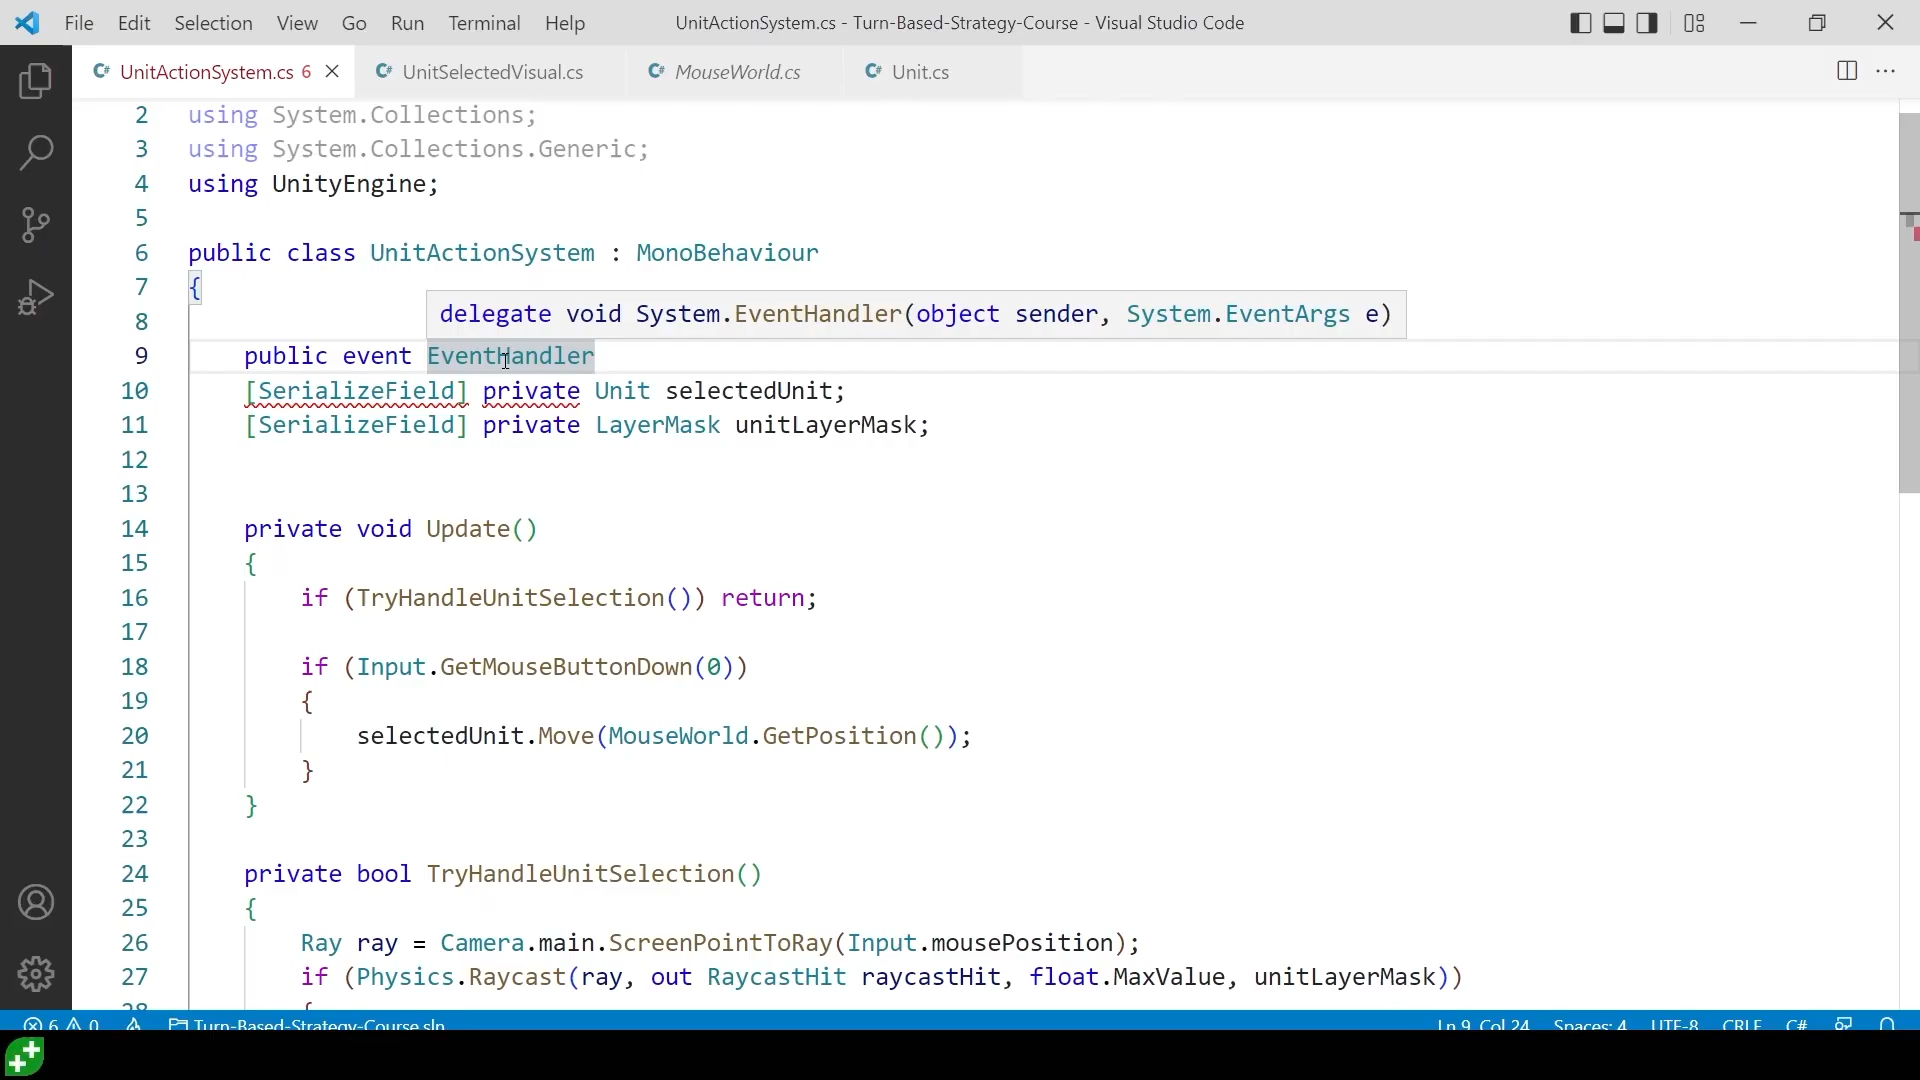 File Edit Selection View Go Run Terminal Help UnitActionSystem.cs - Turn-Based-Strategy-Course - Visual Studio Code
UnitActionSystem.cs 6 UnitSelectedVisual.cs MouseWorld.cs Unit.cs
2 using System.Collections;
3 using System.Collections.Generic;
4 using UnityEngine;
5
6 public class UnitActionSystem : MonoBehaviour
7 {
delegate void System.EventHandler(object sender, System.EventArgs e)
8
9 public event EventHandler
10 [SerializeField] private Unit selectedUnit;
11 [SerializeField] private LayerMask unitLayerMask;
12
13
14 private void Update()
15 {
16 if (TryHandleUnitSelection()) return;
17
18 if (Input.GetMouseButtonDown(0))
19 {
20 selectedUnit.Move(MouseWorld.GetPosition());
21 }
22 }
23
24 private bool TryHandleUnitSelection()
25 {
26 Ray ray = Camera.main.ScreenPointToRay(Input.mousePosition);
27 if (Physics.Raycast(ray, out RaycastHit raycastHit, float.MaxValue, unitLayerMask))
28 {
6 0 Turn-Based-Strategy-Course.sln Ln 9, Col 24 Spaces: 4 UTF-8 CRLF C#